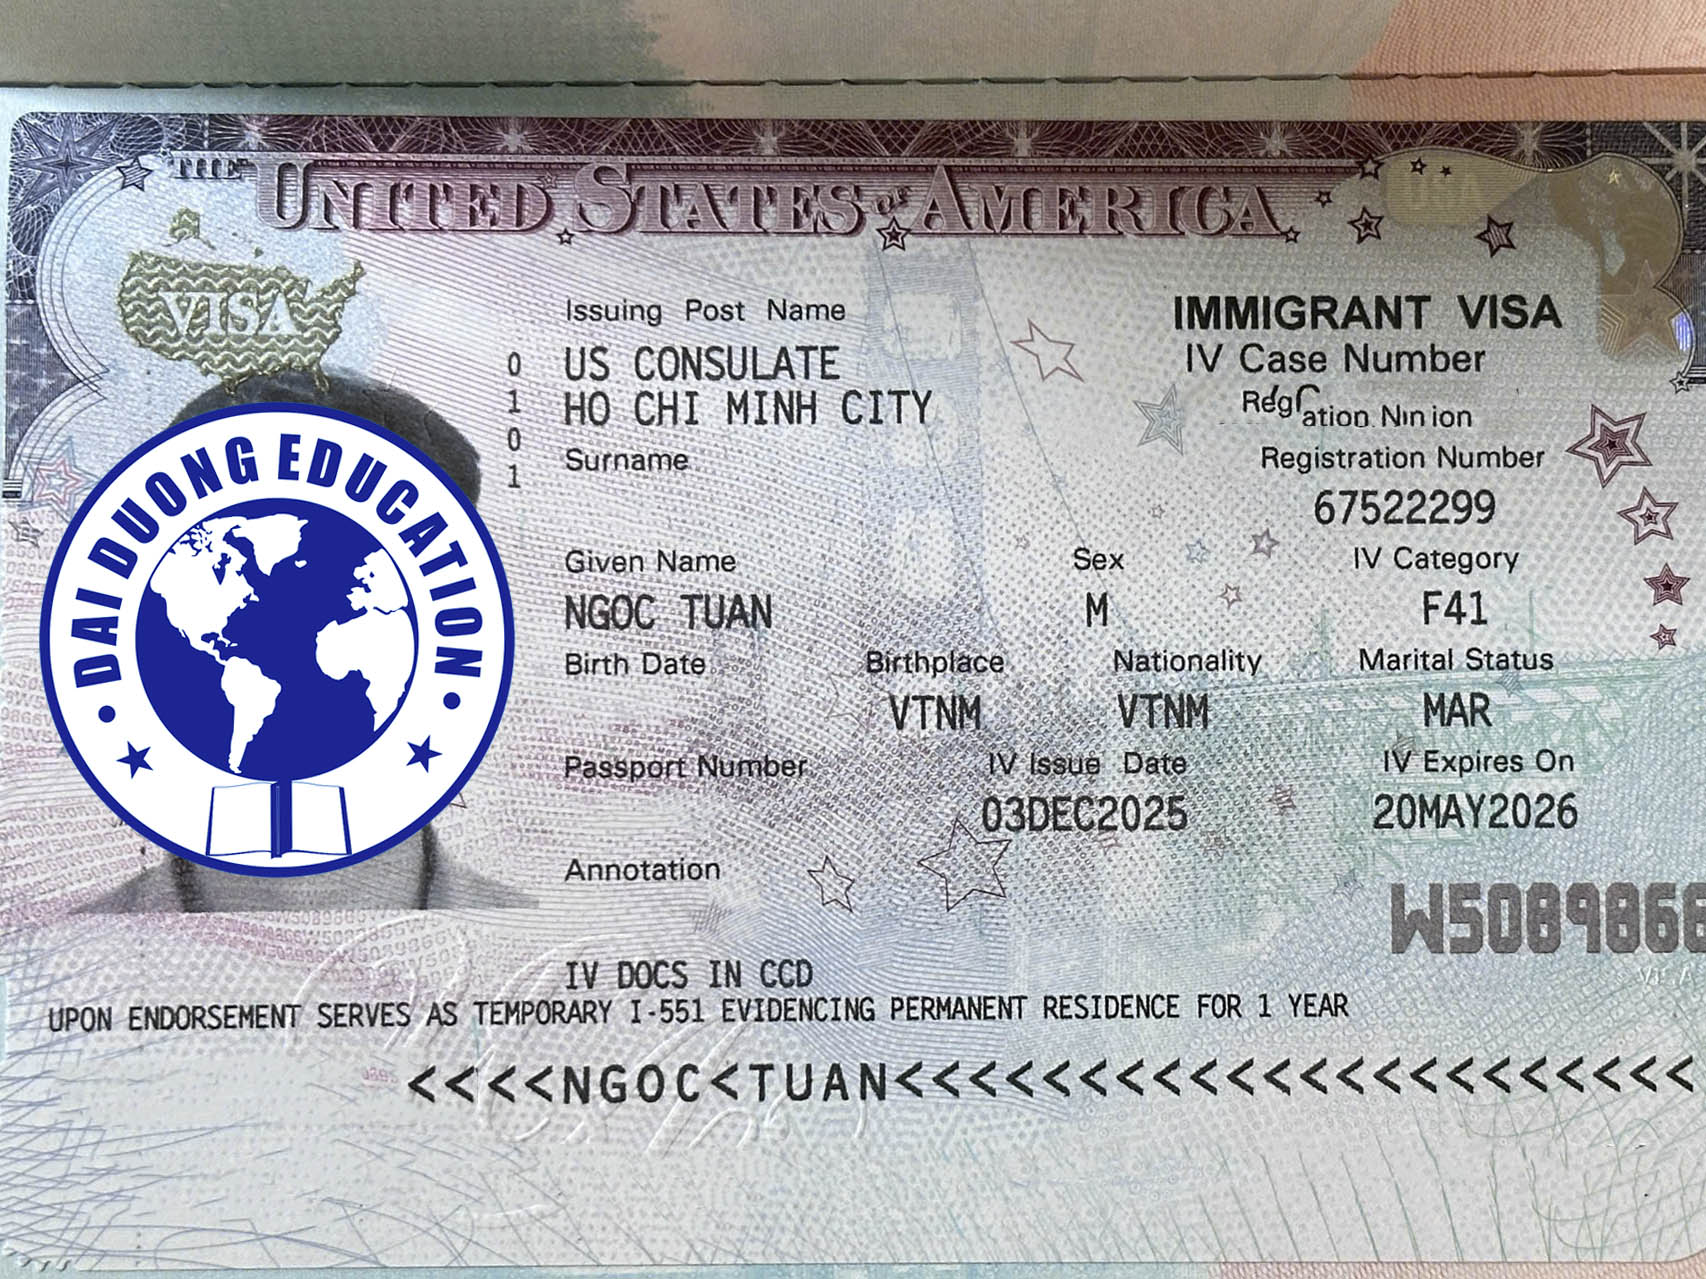 THE UNITED STATES OF AMERICA
USA
VISA
Issuing Post Name
US CONSULATE
HO CHI MINH CITY
0
1
0
1
IMMIGRANT VISA
IV Case Number
Registration Number
67522299
Surname
Given Name
NGOC TUAN
Sex
M
IV Category
F41
Birth Date
Birthplace
VTNM
Nationality
VTNM
Marital Status
MAR
Passport Number
IV Issue Date
03DEC2025
IV Expires On
20MAY2026
Annotation
W5089866
IV DOCS IN CCD
UPON ENDORSEMENT SERVES AS TEMPORARY I-551 EVIDENCING PERMANENT RESIDENCE FOR 1 YEAR
<<<<NGOC<TUAN<<<<<<<<<<<<<<<<<<<<<
DAI DUONG EDUCATION